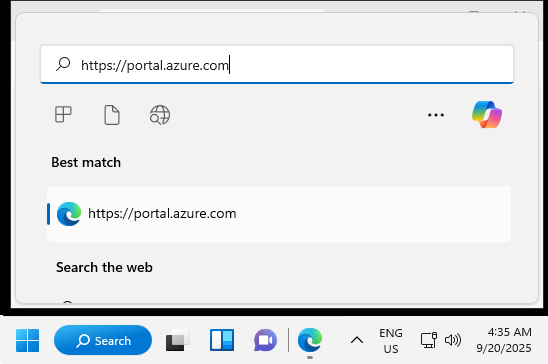 https://portal.azure.com
Best match
https://portal.azure.com
Search the web
Search
ENG
US
4:35 AM
9/20/2025